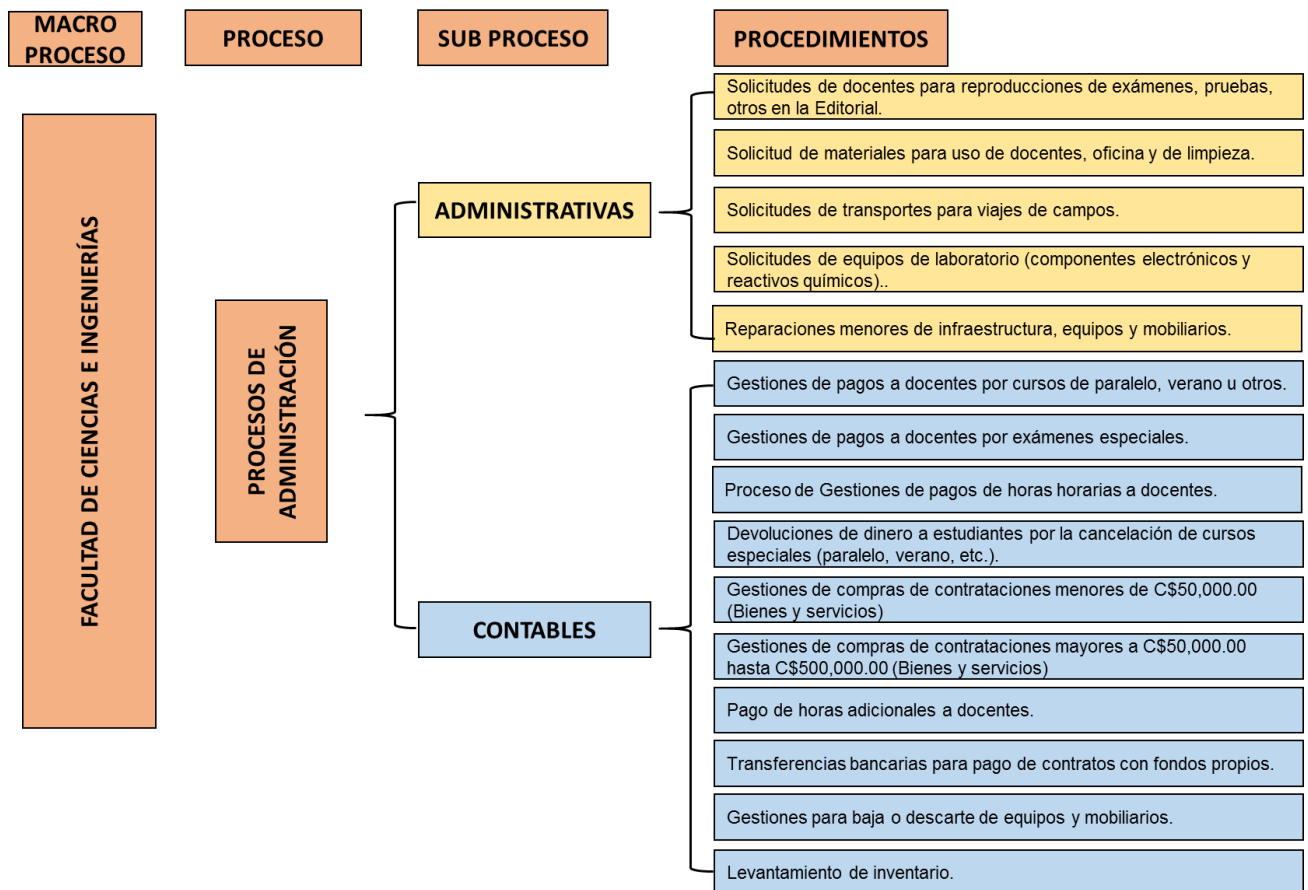 MACRO
PROCESO
PROCESO
SUB PROCESO
PROCEDIMIENTOS
FACULTAD DE CIENCIAS E INGENIERÍAS
PROCESOS DE
ADMINISTRACIÓN
ADMINISTRATIVAS
Solicitudes de docentes para reproducciones de exámenes, pruebas,
otros en la Editorial.
Solicitud de materiales para uso de docentes, oficina y de limpieza.
Solicitudes de transportes para viajes de campos.
Solicitudes de equipos de laboratorio (componentes electrónicos y
reactivos químicos)..
Reparaciones menores de infraestructura, equipos y mobiliarios.
CONTABLES
Gestiones de pagos a docentes por cursos de paralelo, verano u otros.
Gestiones de pagos a docentes por exámenes especiales.
Proceso de Gestiones de pagos de horas horarias a docentes.
Devoluciones de dinero a estudiantes por la cancelación de cursos
especiales (paralelo, verano, etc.).
Gestiones de compras de contrataciones menores de C$50,000.00
(Bienes y servicios)
Gestiones de compras de contrataciones mayores a C$50,000.00
hasta C$500,000.00 (Bienes y servicios)
Pago de horas adicionales a docentes.
Transferencias bancarias para pago de contratos con fondos propios.
Gestiones para baja o descarte de equipos y mobiliarios.
Levantamiento de inventario.